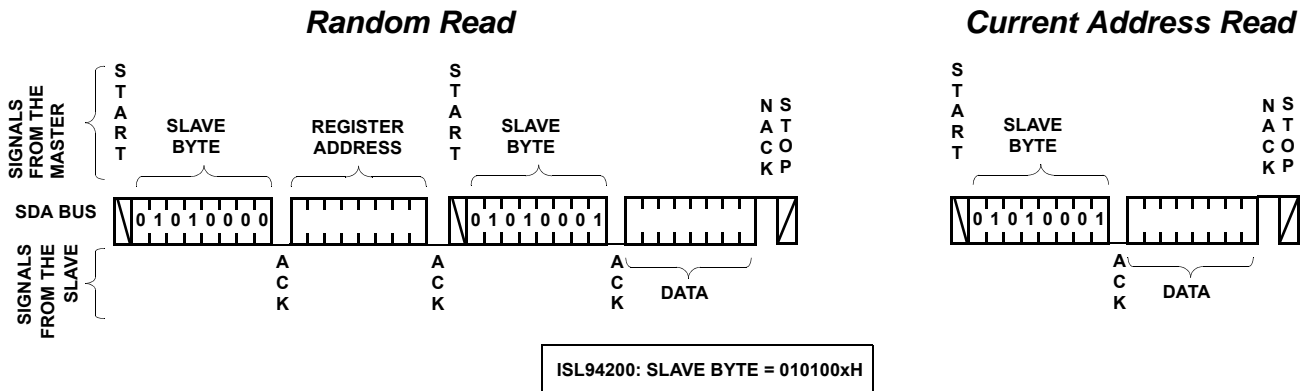 Random Read
Current Address Read
SIGNALS FROM THE MASTER
START
SLAVE BYTE
REGISTER ADDRESS
START
SLAVE BYTE
NACK
STOP
START
SLAVE BYTE
NACK
STOP
SDA BUS
0 1 0 1 0 0 0 0
0 1 0 1 0 0 0 1
0 1 0 1 0 0 0 1
SIGNALS FROM THE SLAVE
ACK
ACK
ACK
DATA
ACK
DATA
ISL94200: SLAVE BYTE = 010100xH